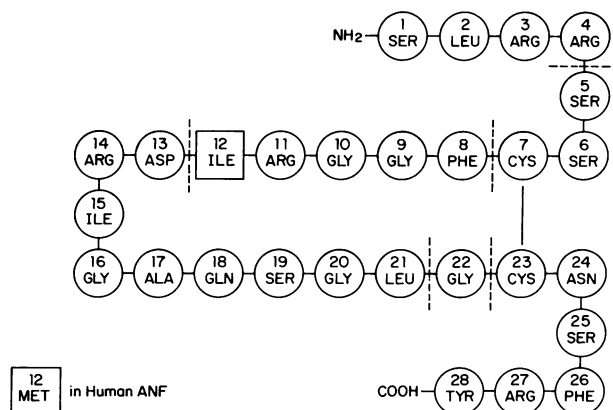 NH₂ 1 SER 2 LEU 3 ARG 4 ARG
5 SER
14 ARG 13 ASP 12 ILE 11 ARG 10 GLY 9 GLY 8 PHE 7 CYS 6 SER
15 ILE
16 GLY 17 ALA 18 GLN 19 SER 20 GLY 21 LEU 22 GLY 23 CYS 24 ASN
25 SER
12 MET in Human ANF
COOH 28 TYR 27 ARG 26 PHE